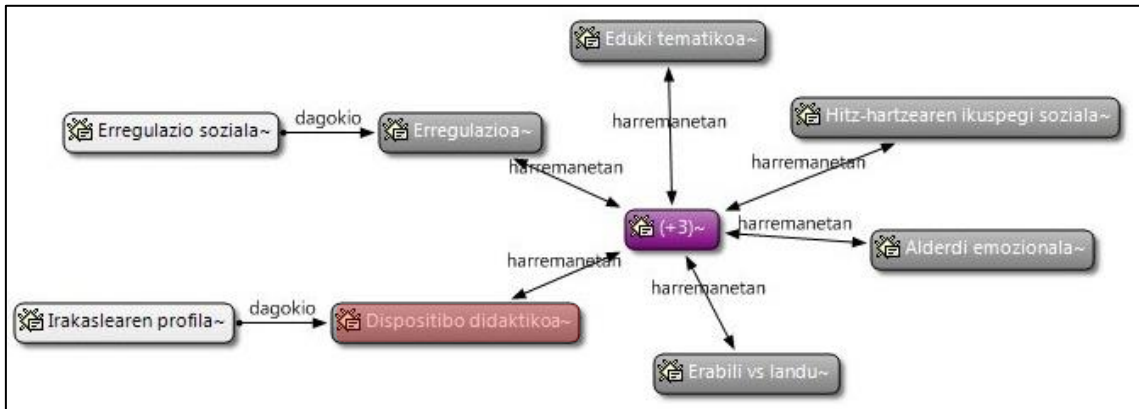 Eduki tematikoa~
Erregulazio soziala~
dagokio
Erregulazioa~
harremanetan
Hitz-hartzearen ikuspegi soziala~
harremanetan
harremanetan
(+3)~
harremanetan
Alderdi emozionala~
harremanetan
harremanetan
Irakaslearen profila~
dagokio
Dispositibo didaktikoa~
Erabili vs landu~